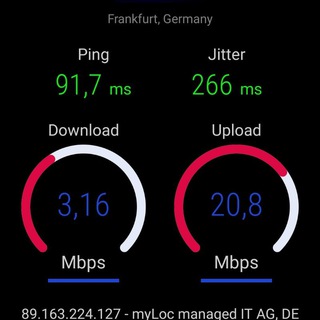 Frankfurt, Germany
Ping Jitter
91,7 ms 266 ms
Download Upload
3,16 20,8
Mbps Mbps
89.163.224.127 - myLoc managed IT AG, DE